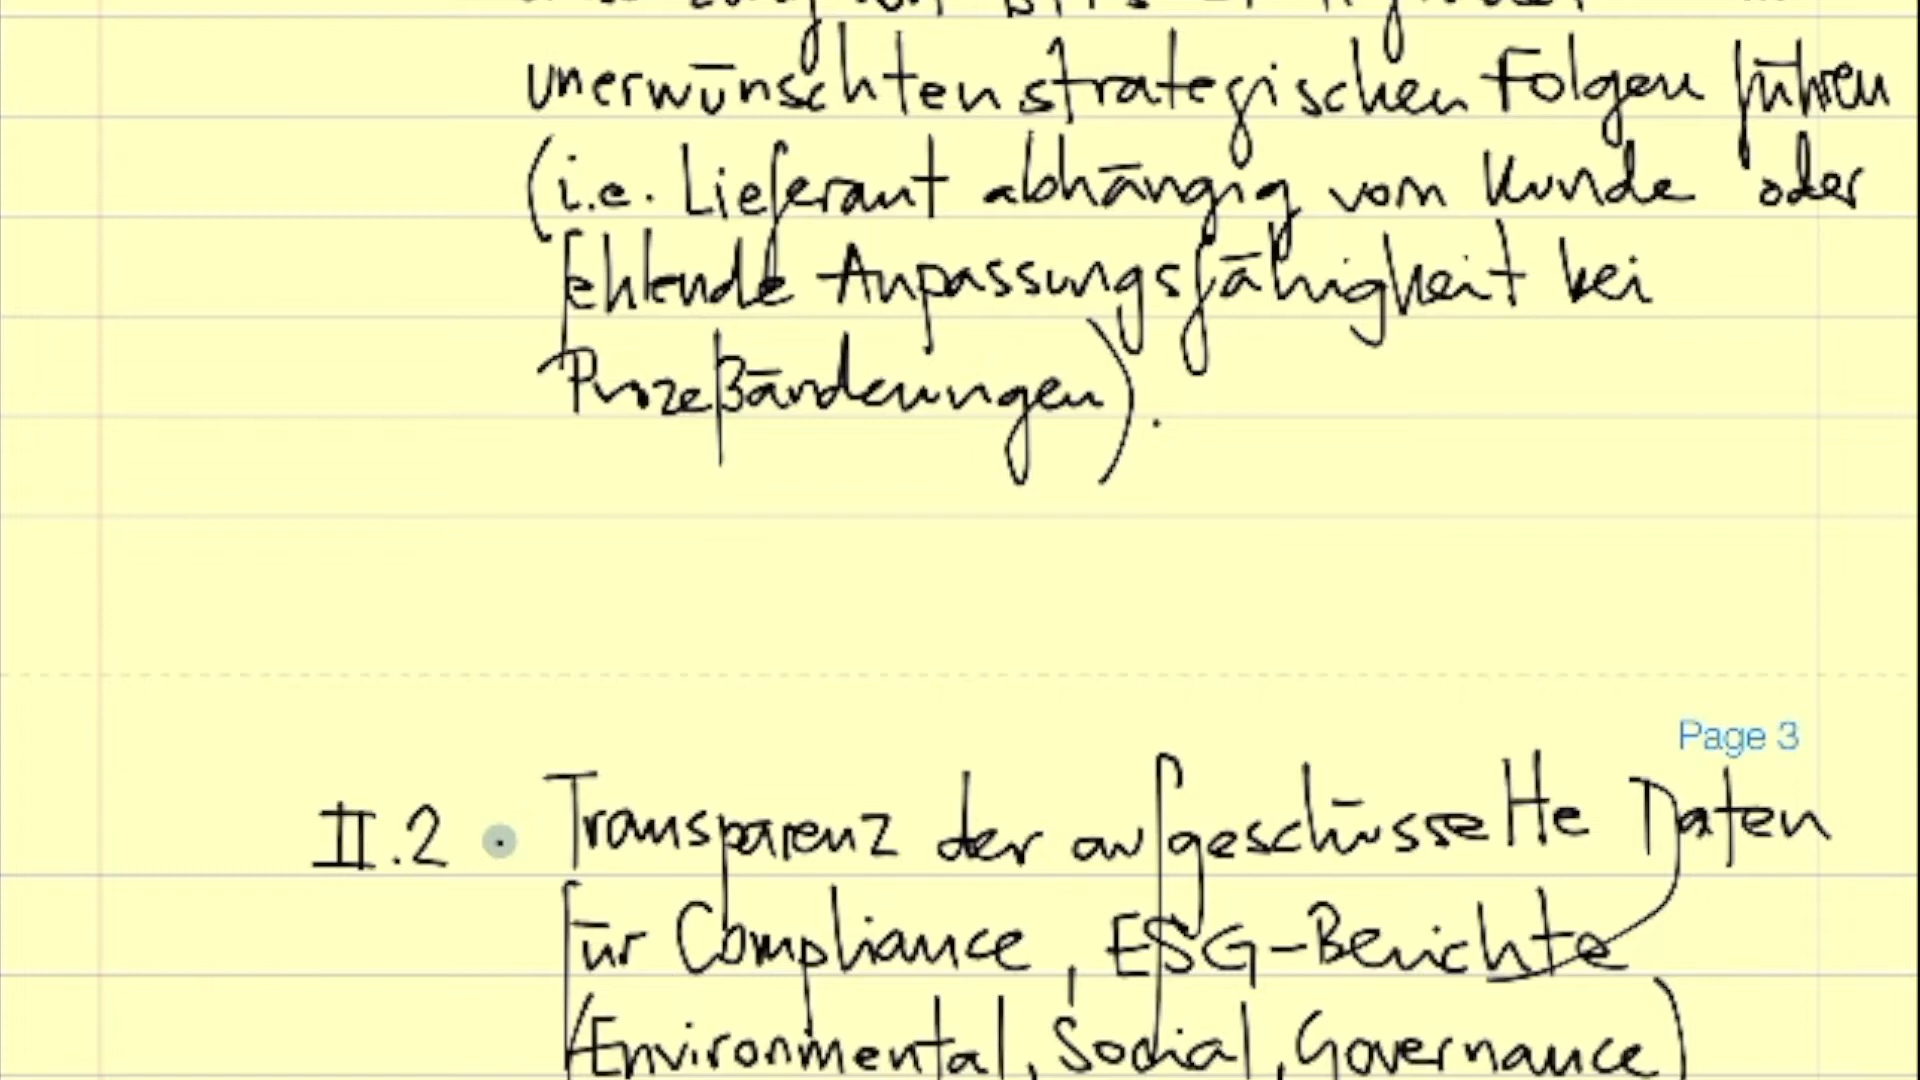 unerwünschten strategischen Folgen führen
(i.e. Lieferant abhängig vom Kunde oder
fehlende Anpassungsfähigkeit bei
Prozeßänderungen).
Page 3
II.2 • Transparenz der aufgeschüsselte Daten
für Compliance, ESG-Berichte
(Environmental, Social, Governance)